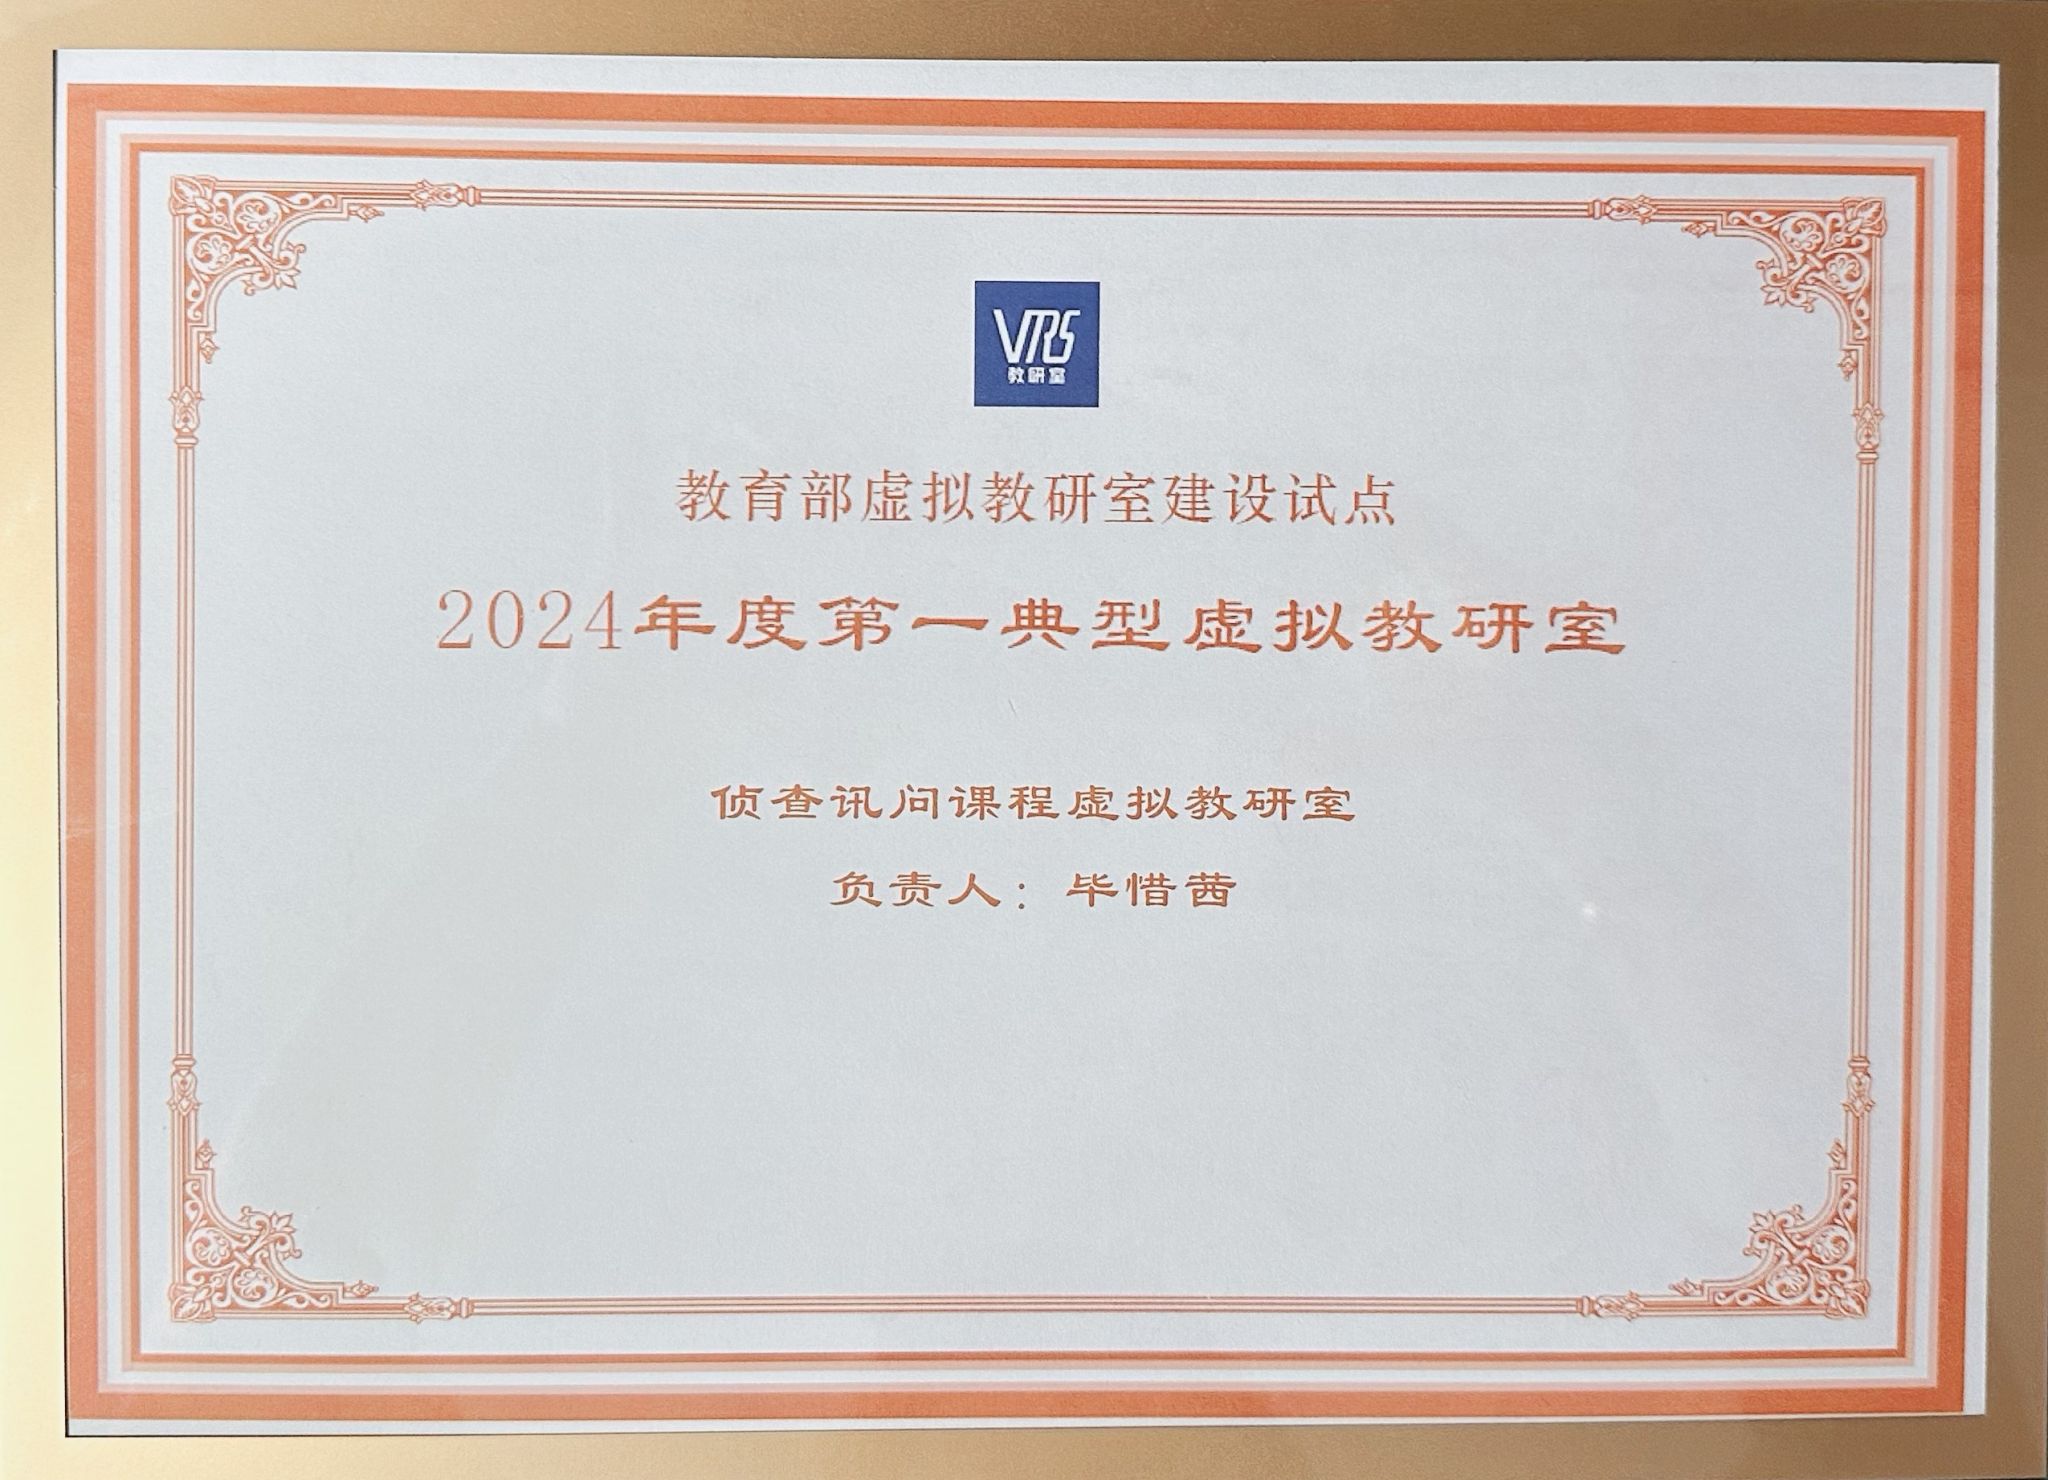 VRS
教研室
教育部虚拟教研室建设试点
2024年度第一典型虚拟教研室
侦查讯问课程虚拟教研室
负责人：毕惜茜